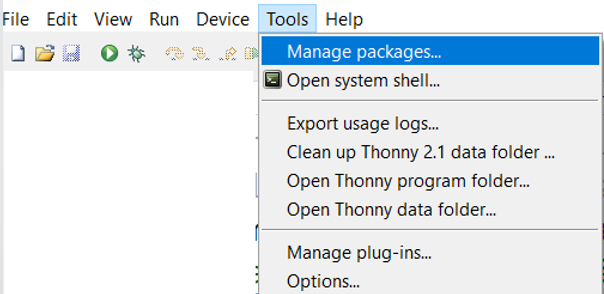 File Edit View Run Device Tools Help
Manage packages...
Open system shell...
Export usage logs...
Clean up Thonny 2.1 data folder ...
Open Thonny program folder...
Open Thonny data folder...
Manage plug-ins...
Options...